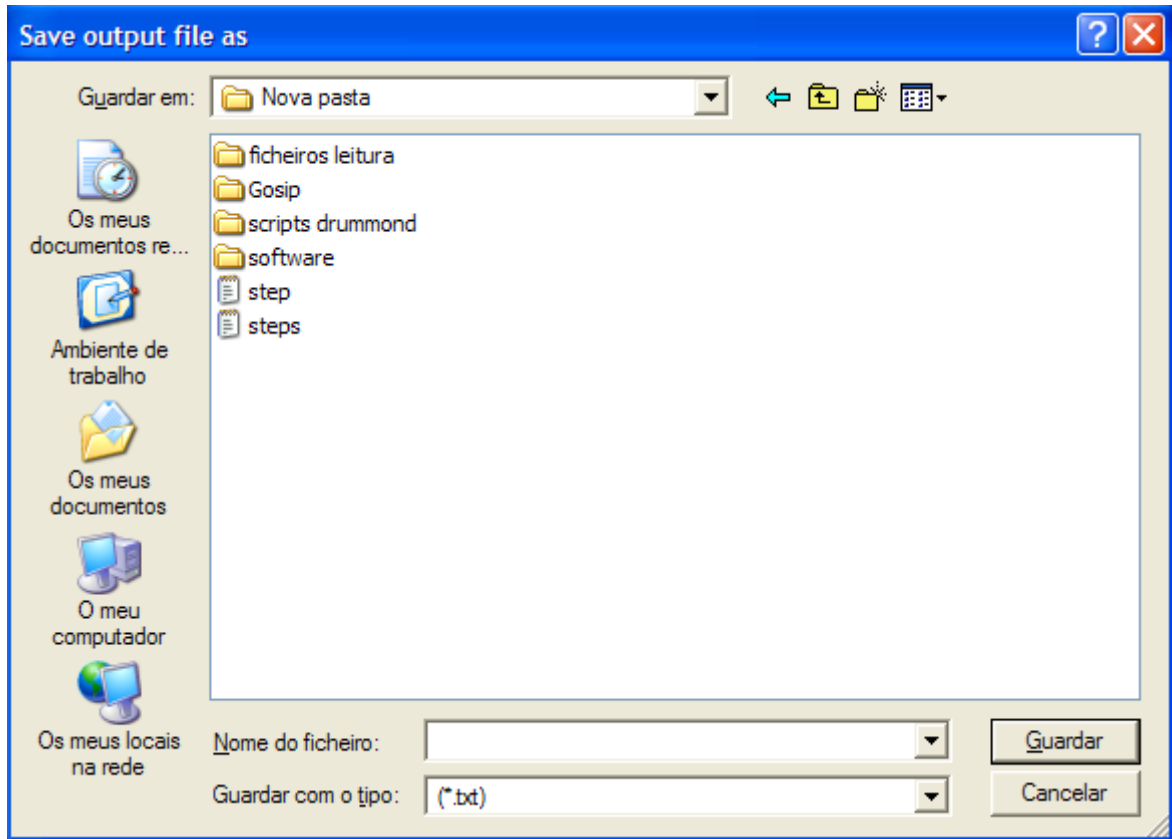 Save output file as
Guardar em:
Nova pasta
ficheiros leitura
Gosip
scripts drummond
software
step
steps
Os meus
documentos re...
Ambiente de
trabalho
Os meus
documentos
O meu
computador
Os meus locais
na rede
Nome do ficheiro:
Guardar
Guardar com o tipo:
(*.txt)
Cancelar